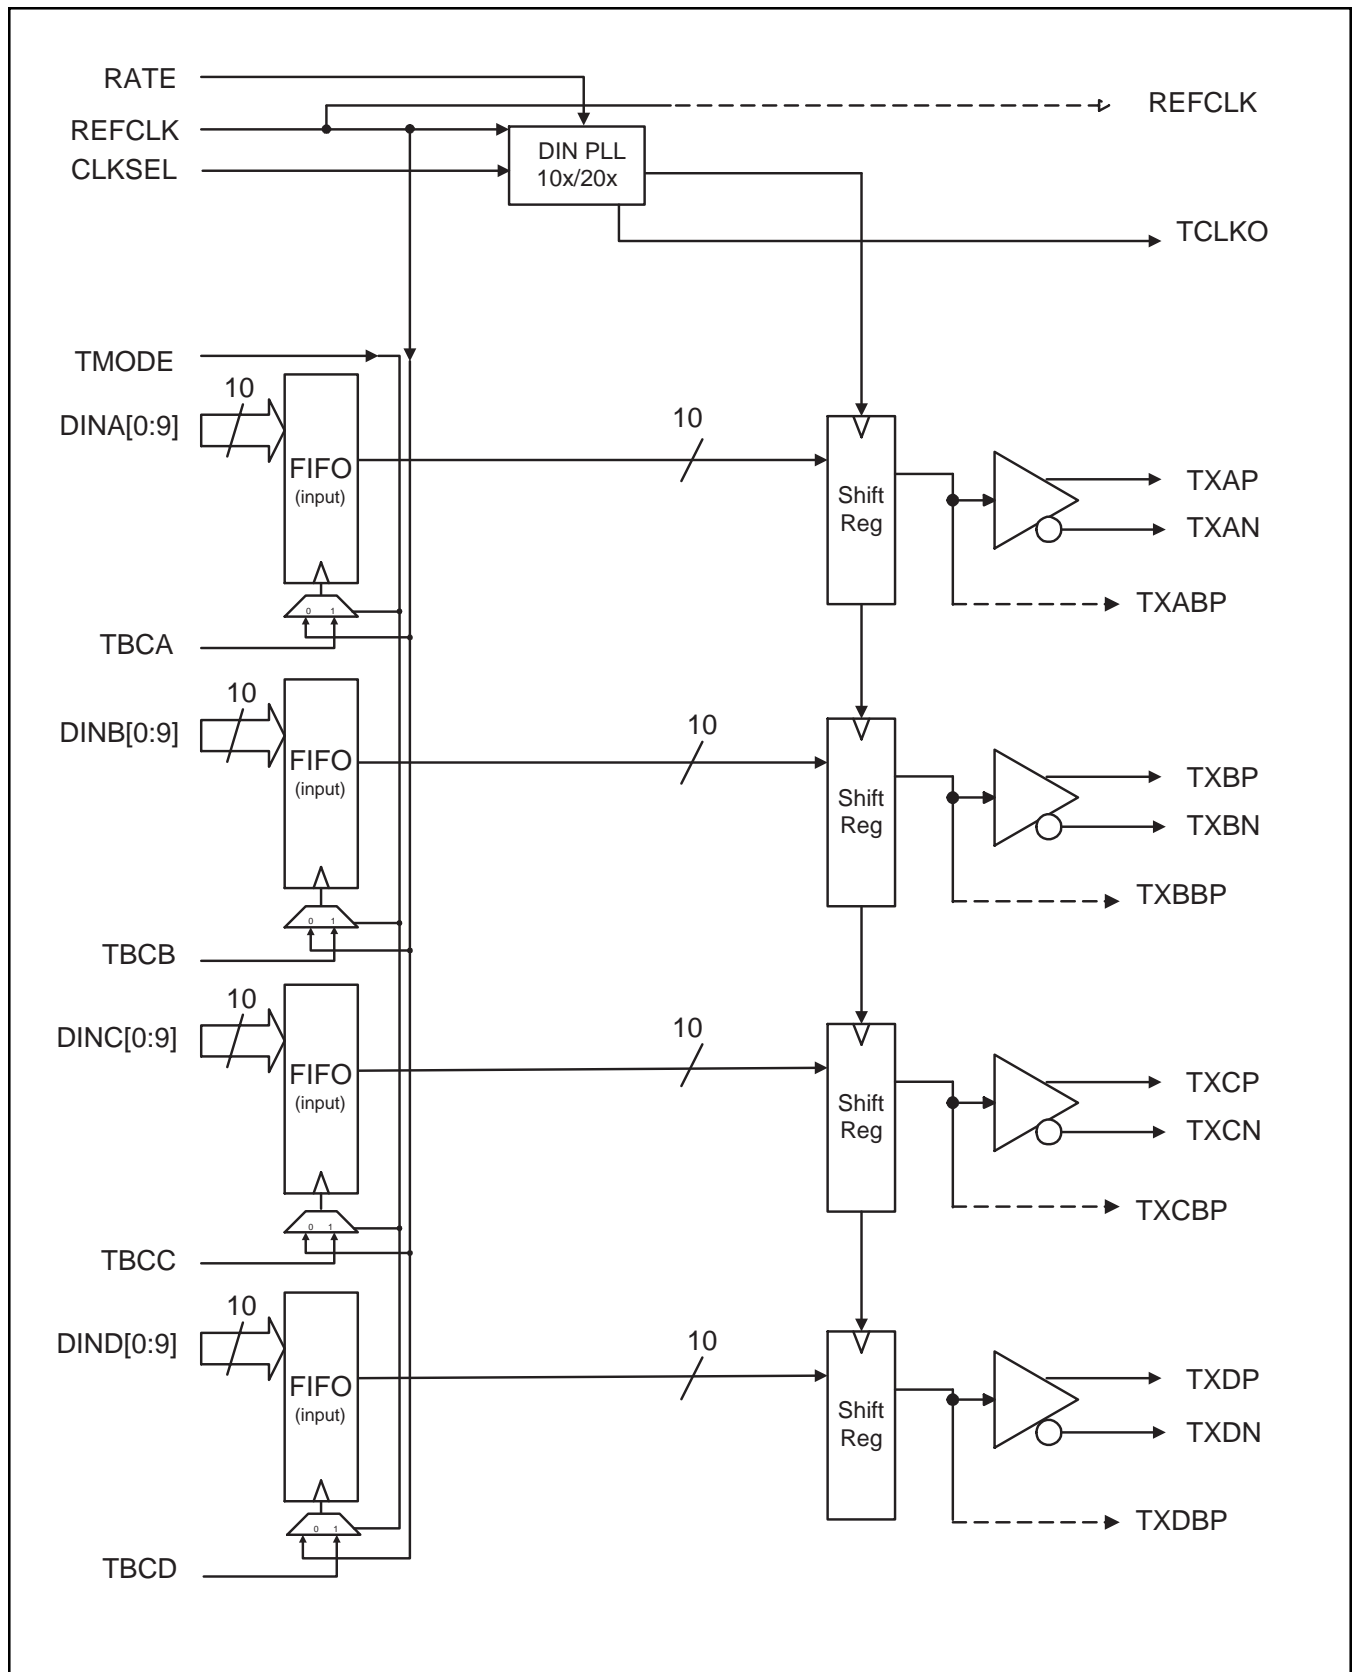 RATE
REFCLK
REFCLK
CLKSEL
DIN PLL
10x/20x
TCLKO
TMODE
10
DINA[0:9]
FIFO
(input)
10
Shift
Reg
TXAP
TXAN
TXABP
0 1
TBCA
10
DINB[0:9]
FIFO
(input)
10
Shift
Reg
TXBP
TXBN
TXBBP
0 1
TBCB
10
DINC[0:9]
FIFO
(input)
10
Shift
Reg
TXCP
TXCN
TXCBP
0 1
TBCC
10
DIND[0:9]
FIFO
(input)
10
Shift
Reg
TXDP
TXDN
TXDBP
0 1
TBCD